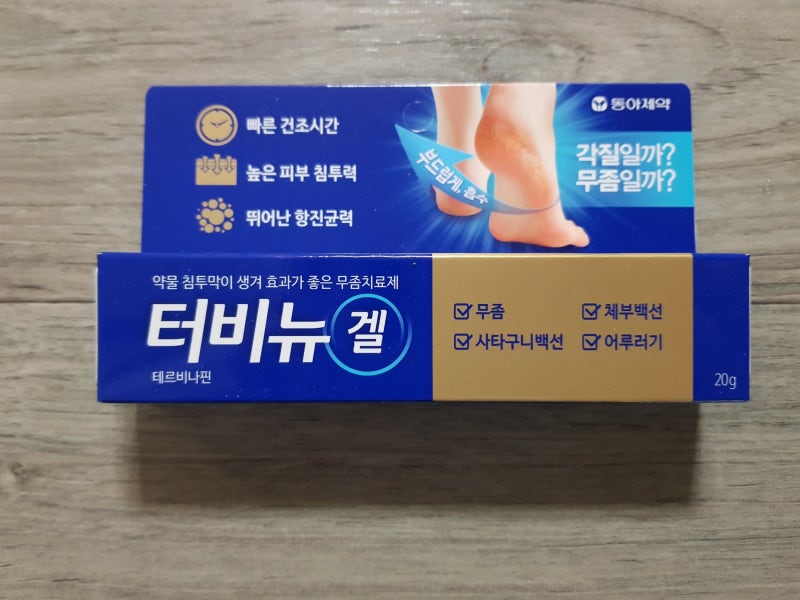 동아제약
빠른 건조시간
높은 피부 침투력
뛰어난 항진균력
부드럽게, 흡수
각질일까?
무좀일까?
약물 침투막이 생겨 효과가 좋은 무좀치료제
터비뉴 겔
테르비나핀
무좀
체부백선
사타구니백선
어루러기
20g